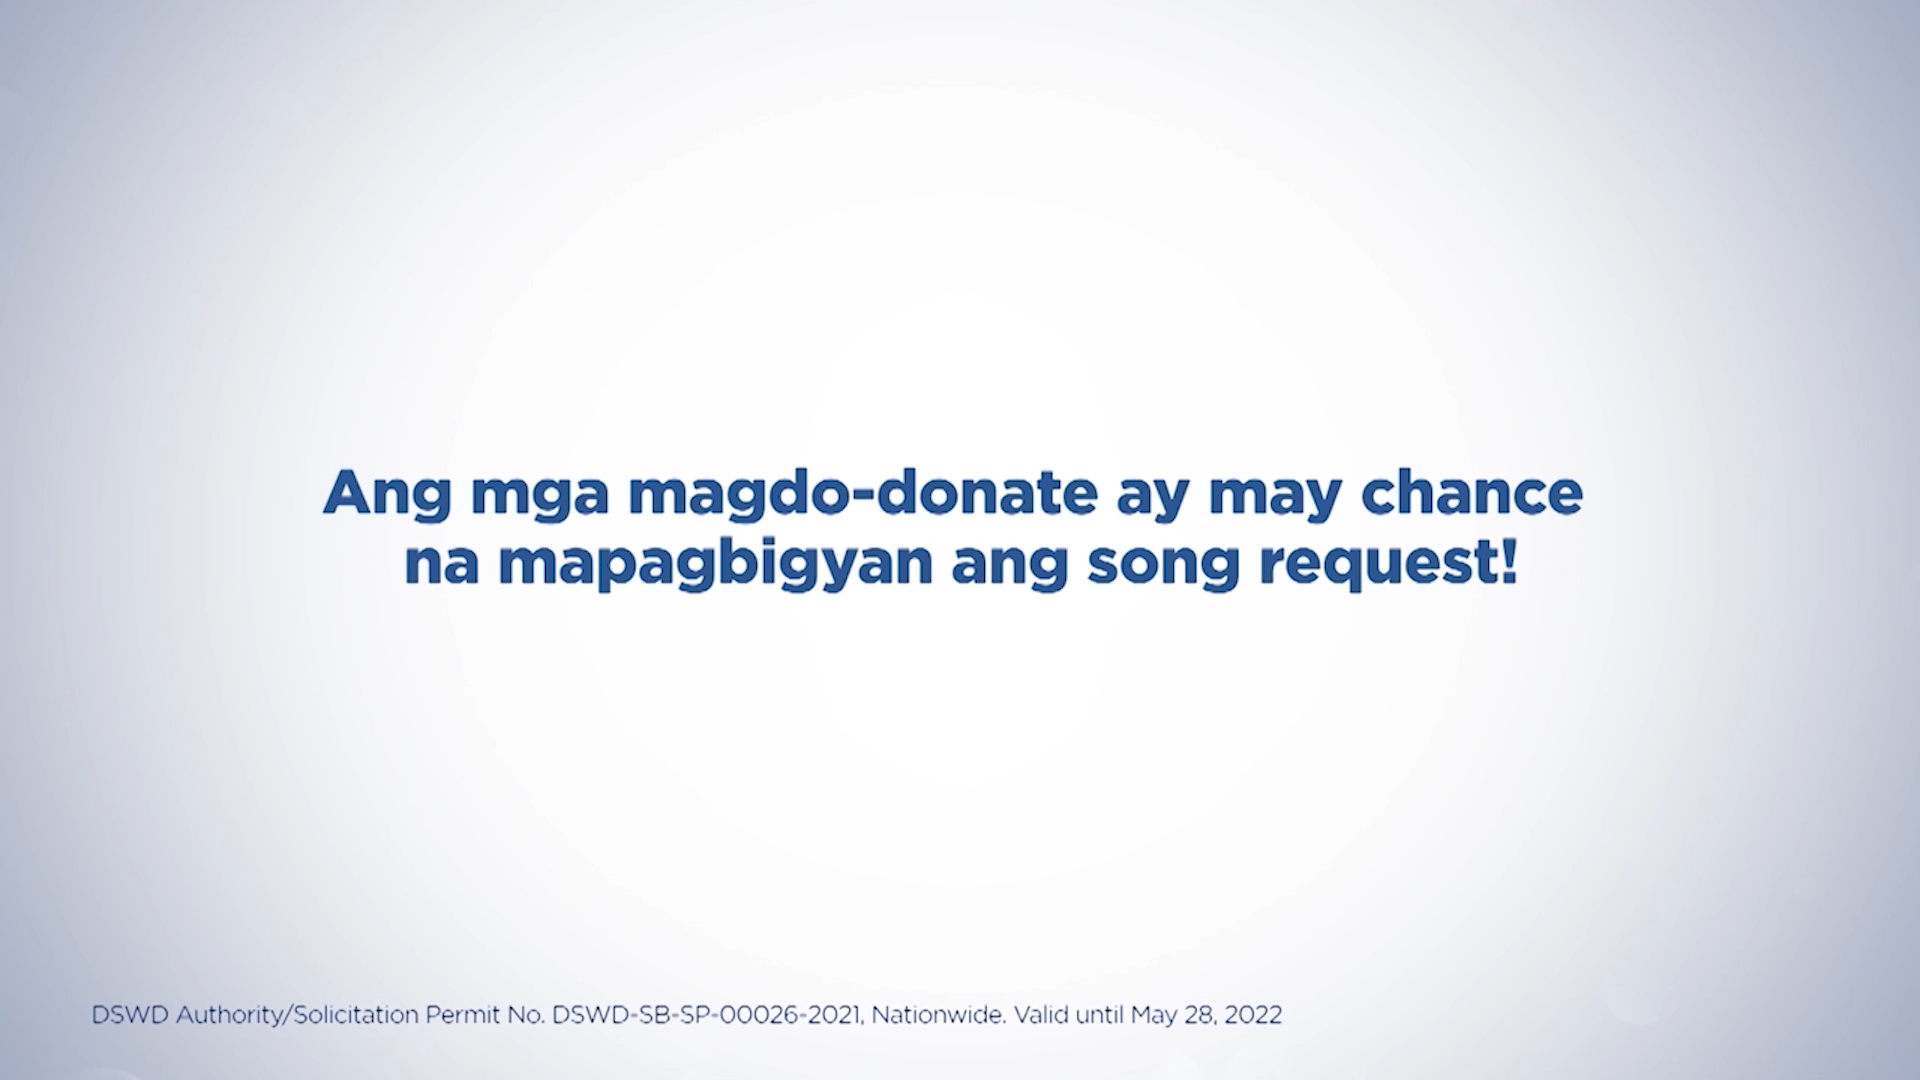 Ang mga magdo-donate ay may chance
na mapagbigyan ang song request!
DSWD Authority/Solicitation Permit No. DSWD-SB-SP-00026-2021, Nationwide. Valid until May 28, 2022